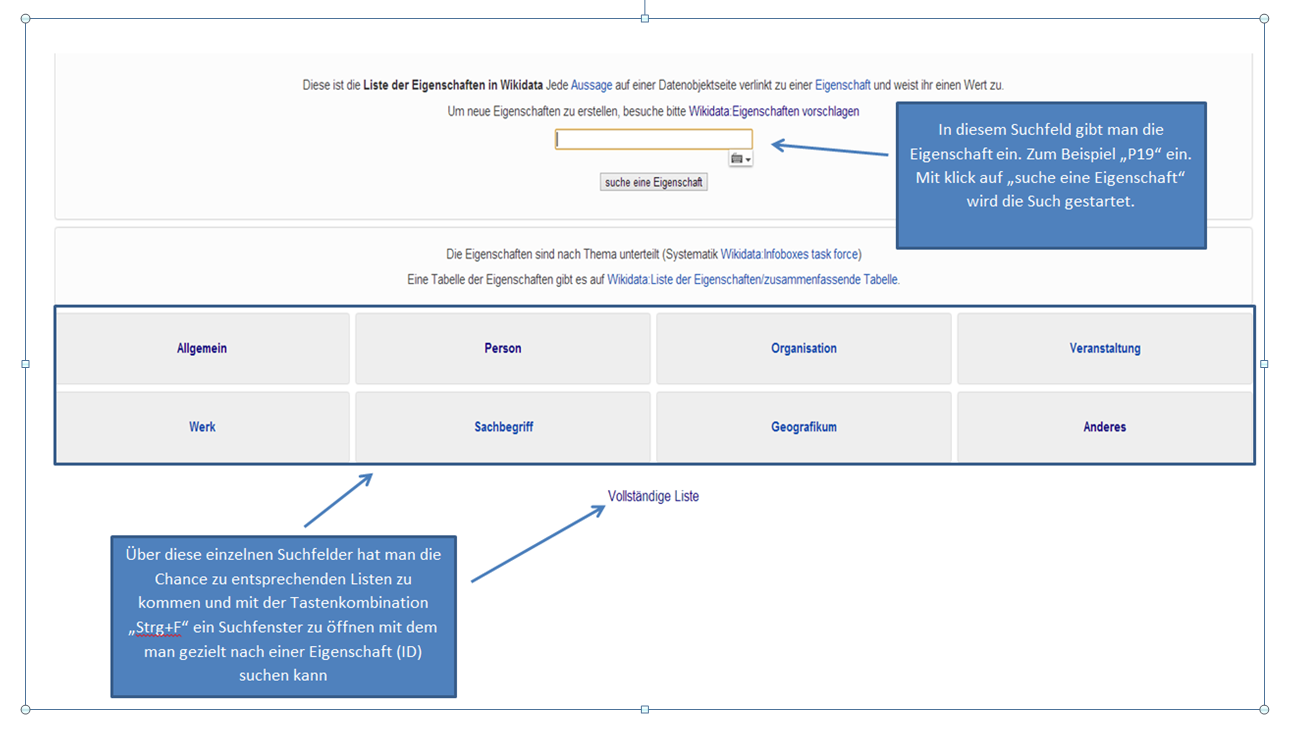 Diese ist die Liste der Eigenschaften in Wikidata Jede Aussage auf einer Datenobjektseite verlinkt zu einer Eigenschaft und weist ihr einen Wert zu.
Um neue Eigenschaften zu erstellen, besuche bitte Wikidata:Eigenschaften vorschlagen
suche eine Eigenschaft
In diesem Suchfeld gibt man die
Eigenschaft ein. Zum Beispiel „P19“ ein.
Mit klick auf „suche eine Eigenschaft“
wird die Such gestartet.
Die Eigenschaften sind nach Thema unterteilt (Systematik Wikidata:Infoboxes task force)
Eine Tabelle der Eigenschaften gibt es auf Wikidata:Liste der Eigenschaften/zusammenfassende Tabelle.
Allgemein
Person
Organisation
Veranstaltung
Werk
Sachbegriff
Geografikum
Anderes
Vollständige Liste
Über diese einzelnen Suchfelder hat man die
Chance zu entsprechenden Listen zu
kommen und mit der Tastenkombination
„Strg+F“ ein Suchfenster zu öffnen mit dem
man gezielt nach einer Eigenschaft (ID)
suchen kann